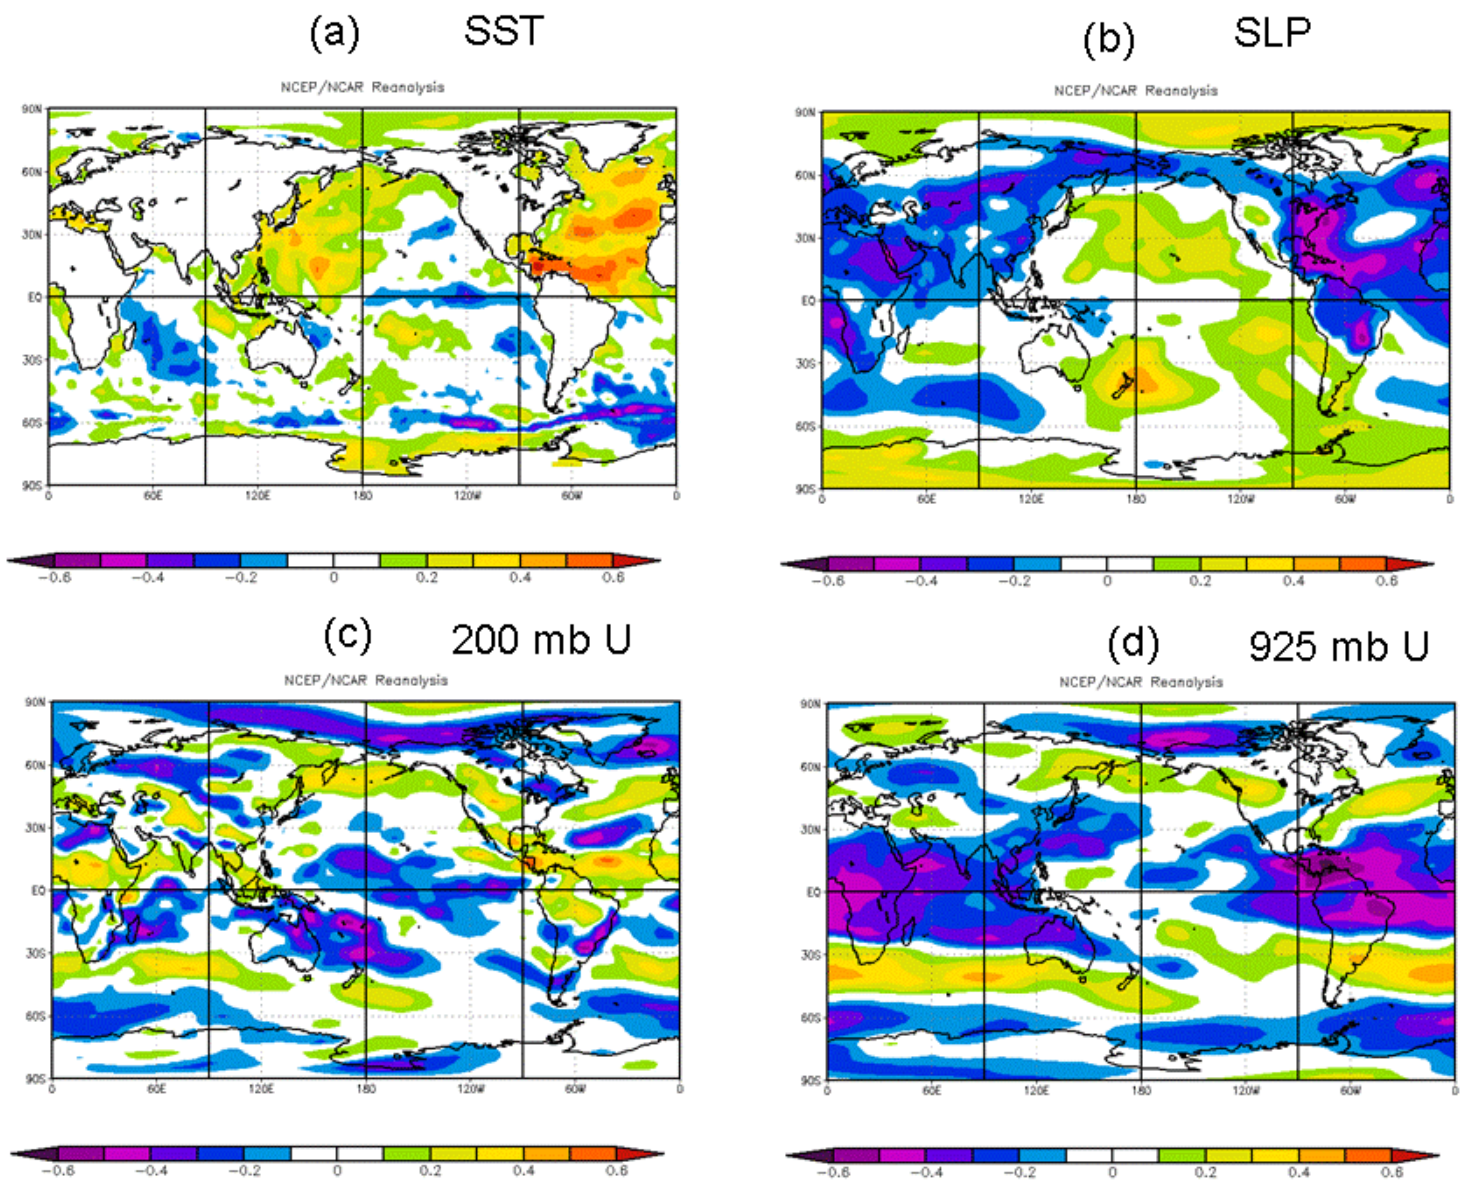 (a) SST
NCEP/NCAR Reanalysis
90N
60N
30N
EQ
30S
60S
90S
0 60E 120E 180 120W 60W 0
-0.6 -0.4 -0.2 0 0.2 0.4 0.6
(b) SLP
NCEP/NCAR Reanalysis
90N
60N
30N
EQ
30S
60S
90S
0 60E 120E 180 120W 60W 0
-0.6 -0.4 -0.2 0 0.2 0.4 0.6
(c) 200 mb U
NCEP/NCAR Reanalysis
90N
60N
30N
EQ
30S
60S
90S
0 60E 120E 180 120W 60W 0
-0.6 -0.4 -0.2 0 0.2 0.4 0.6
(d) 925 mb U
NCEP/NCAR Reanalysis
90N
60N
30N
EQ
30S
60S
90S
0 60E 120E 180 120W 60W 0
-0.6 -0.4 -0.2 0 0.2 0.4 0.6